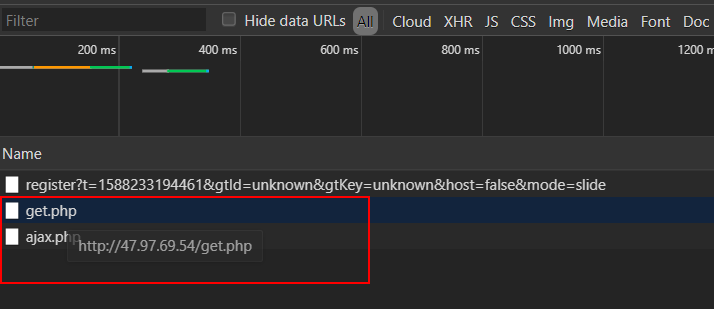 Filter Hide data URLs All Cloud XHR JS CSS Img Media Font Doc
200 ms 400 ms 600 ms 800 ms 1000 ms 1200 m
Name
register?t=1588233194461&gtId=unknown&gtKey=unknown&host=false&mode=slide
get.php
ajax.php
http://47.97.69.54/get.php